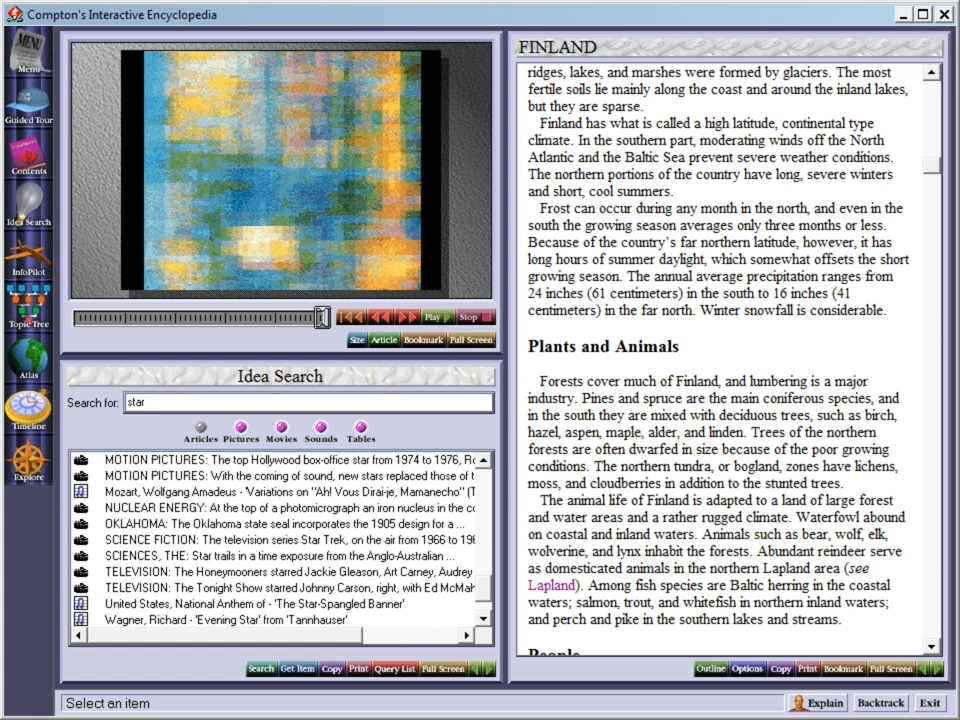 Compton's Interactive Encyclopedia
MENU
Menu
Guided Tour
Contents
Idea Search
InfoPilot
Topic Tree
Atlas
Timeline
Explore
Play
Stop
Size
Article
Bookmark
Full Screen
Idea Search
Search for: star
Articles Pictures Movies Sounds Tables
MOTION PICTURES: The top Hollywood box-office star from 1974 to 1976, Ro
MOTION PICTURES: With the coming of sound, new stars replaced those of t
Mozart, Wolfgang Amadeus - 'Variations on "Ah! Vous Dirai-je, Mamanecho" (T
NUCLEAR ENERGY: At the top of a photomicrograph an iron nucleus in the co
OKLAHOMA: The Oklahoma state seal incorporates the 1905 design for a ...
SCIENCE FICTION: The television series Star Trek, on the air from 1966 to 196
SCIENCES, THE: Star trails in a time exposure from the Anglo-Australian ...
TELEVISION: The Honeymooners starred Jackie Gleason, Art Carney, Audrey
TELEVISION: The Tonight Show starred Johnny Carson, right, with Ed McMah
United States, National Anthem of - 'The Star-Spangled Banner'
Wagner, Richard - 'Evening Star' from 'Tannhauser'
Search Get Item Copy Print Query List Full Screen
FINLAND
ridges, lakes, and marshes were formed by glaciers. The most
fertile soils lie mainly along the coast and around the inland lakes,
but they are sparse.
Finland has what is called a high latitude, continental type
climate. In the southern part, moderating winds off the North
Atlantic and the Baltic Sea prevent severe weather conditions.
The northern portions of the country have long, severe winters
and short, cool summers.
Frost can occur during any month in the north, and even in the
south the growing season averages only three months or less.
Because of the country's far northern latitude, however, it has
long hours of summer daylight, which somewhat offsets the short
growing season. The annual average precipitation ranges from
24 inches (61 centimeters) in the south to 16 inches (41
centimeters) in the far north. Winter snowfall is considerable.
Plants and Animals
Forests cover much of Finland, and lumbering is a major
industry. Pines and spruce are the main coniferous species, and
in the south they are mixed with deciduous trees, such as birch,
hazel, aspen, maple, alder, and linden. Trees of the northern
forests are often dwarfed in size because of the poor growing
conditions. The northern tundra, or bogland, zones have lichens,
moss, and cloudberries in addition to the stunted trees.
The animal life of Finland is adapted to a land of large forest
and water areas and a rather rugged climate. Waterfowl abound
on coastal and inland waters. Animals such as bear, wolf, elk,
wolverine, and lynx inhabit the forests. Abundant reindeer serve
as domesticated animals in the northern Lapland area (see
Lapland). Among fish species are Baltic herring in the coastal
waters; salmon, trout, and whitefish in northern inland waters;
and perch and pike in the southern lakes and streams.
People
Outline Options Copy Print Bookmark Full Screen
Select an item
Explain Backtrack Exit